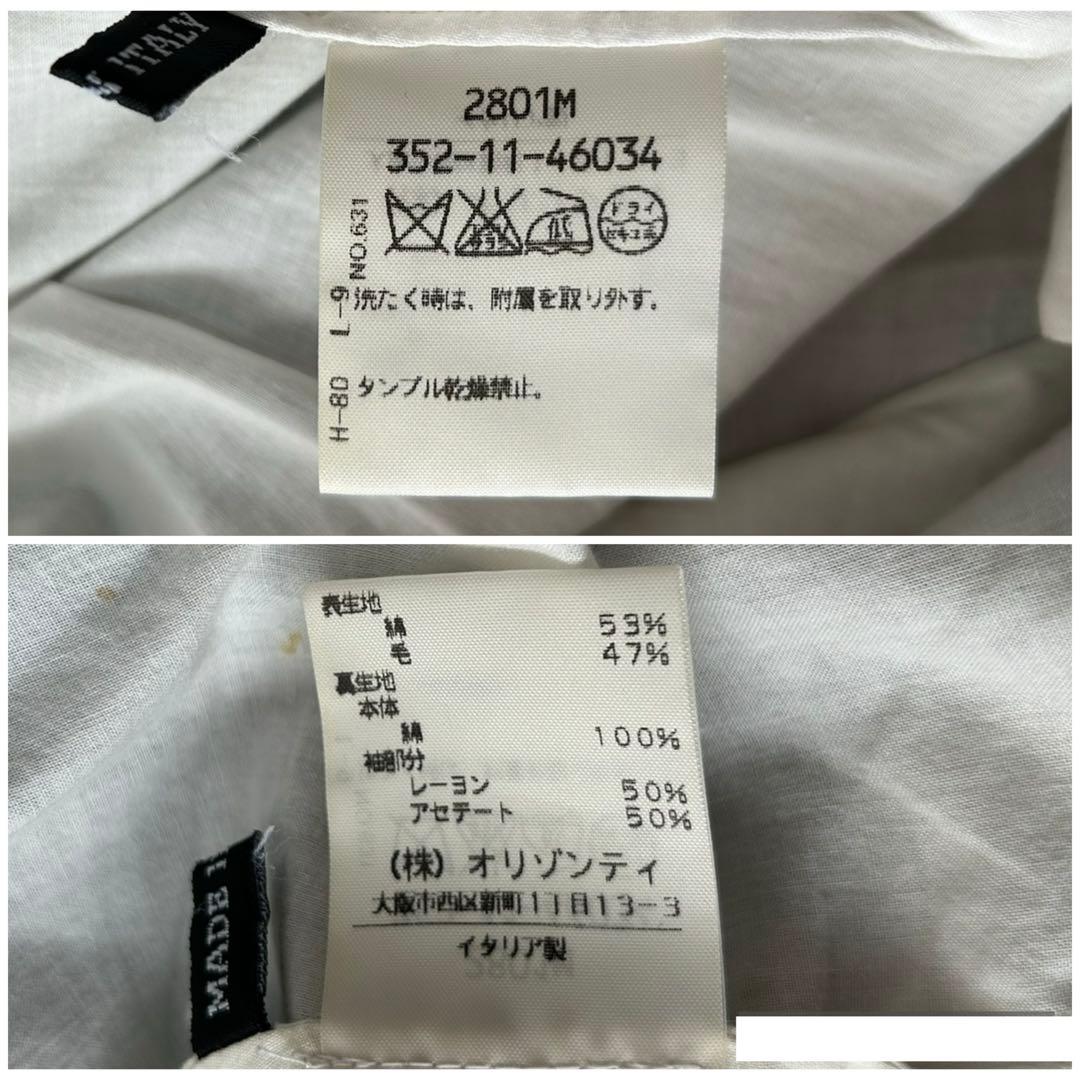 ITALY
2801M
352-11-46034
NO.631
ドライ
セキユ系
L-9
洗たく時は、附属を取り外す。
H-80
タンブル乾燥禁止。
表生地
綿 53%
毛 47%
裏生地
本体
綿 100%
袖部分
レーヨン 50%
アセテート 50%
(株) オリゾンティ
大阪市西区新町1丁目13-3
イタリア製
MADE I